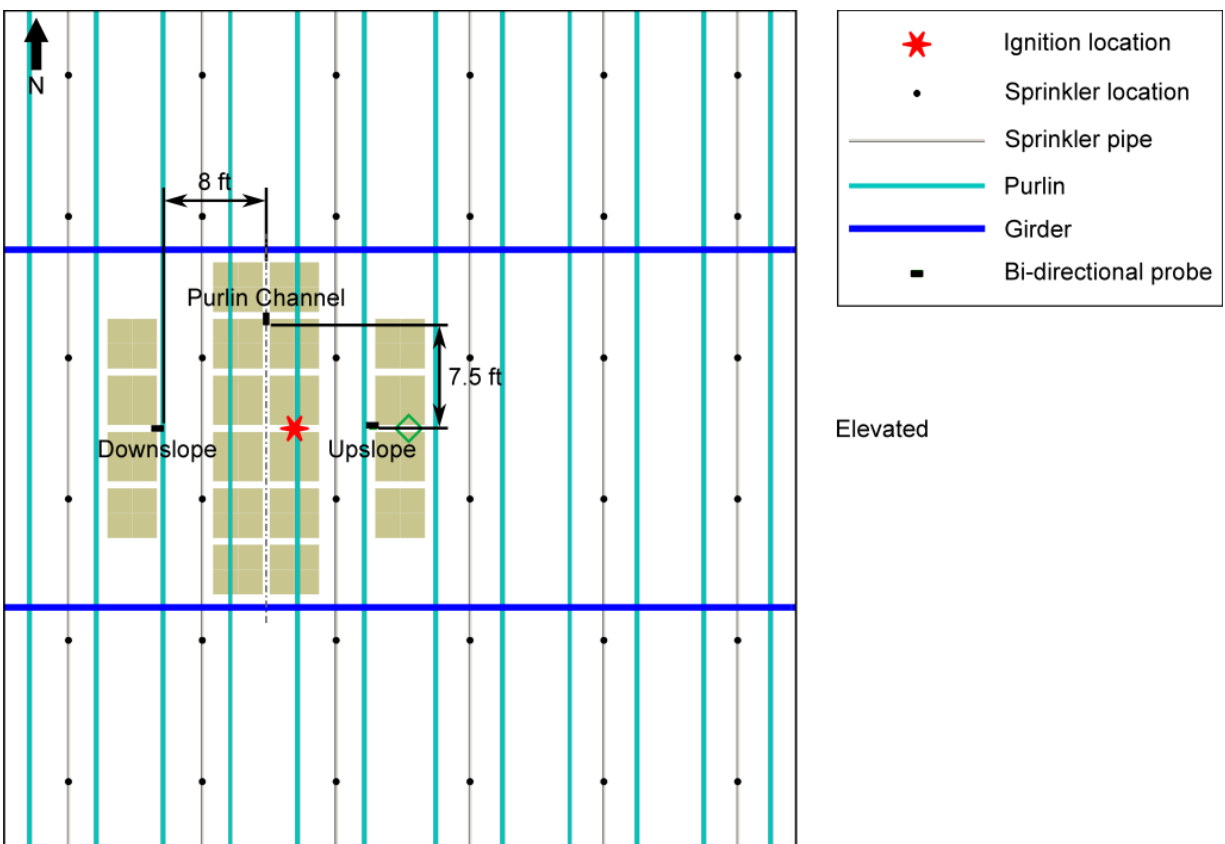 N
8 ft
Purlin Channel
7.5 ft
Downslope
Upslope
Ignition location
Sprinkler location
Sprinkler pipe
Purlin
Girder
Bi-directional probe
Elevated